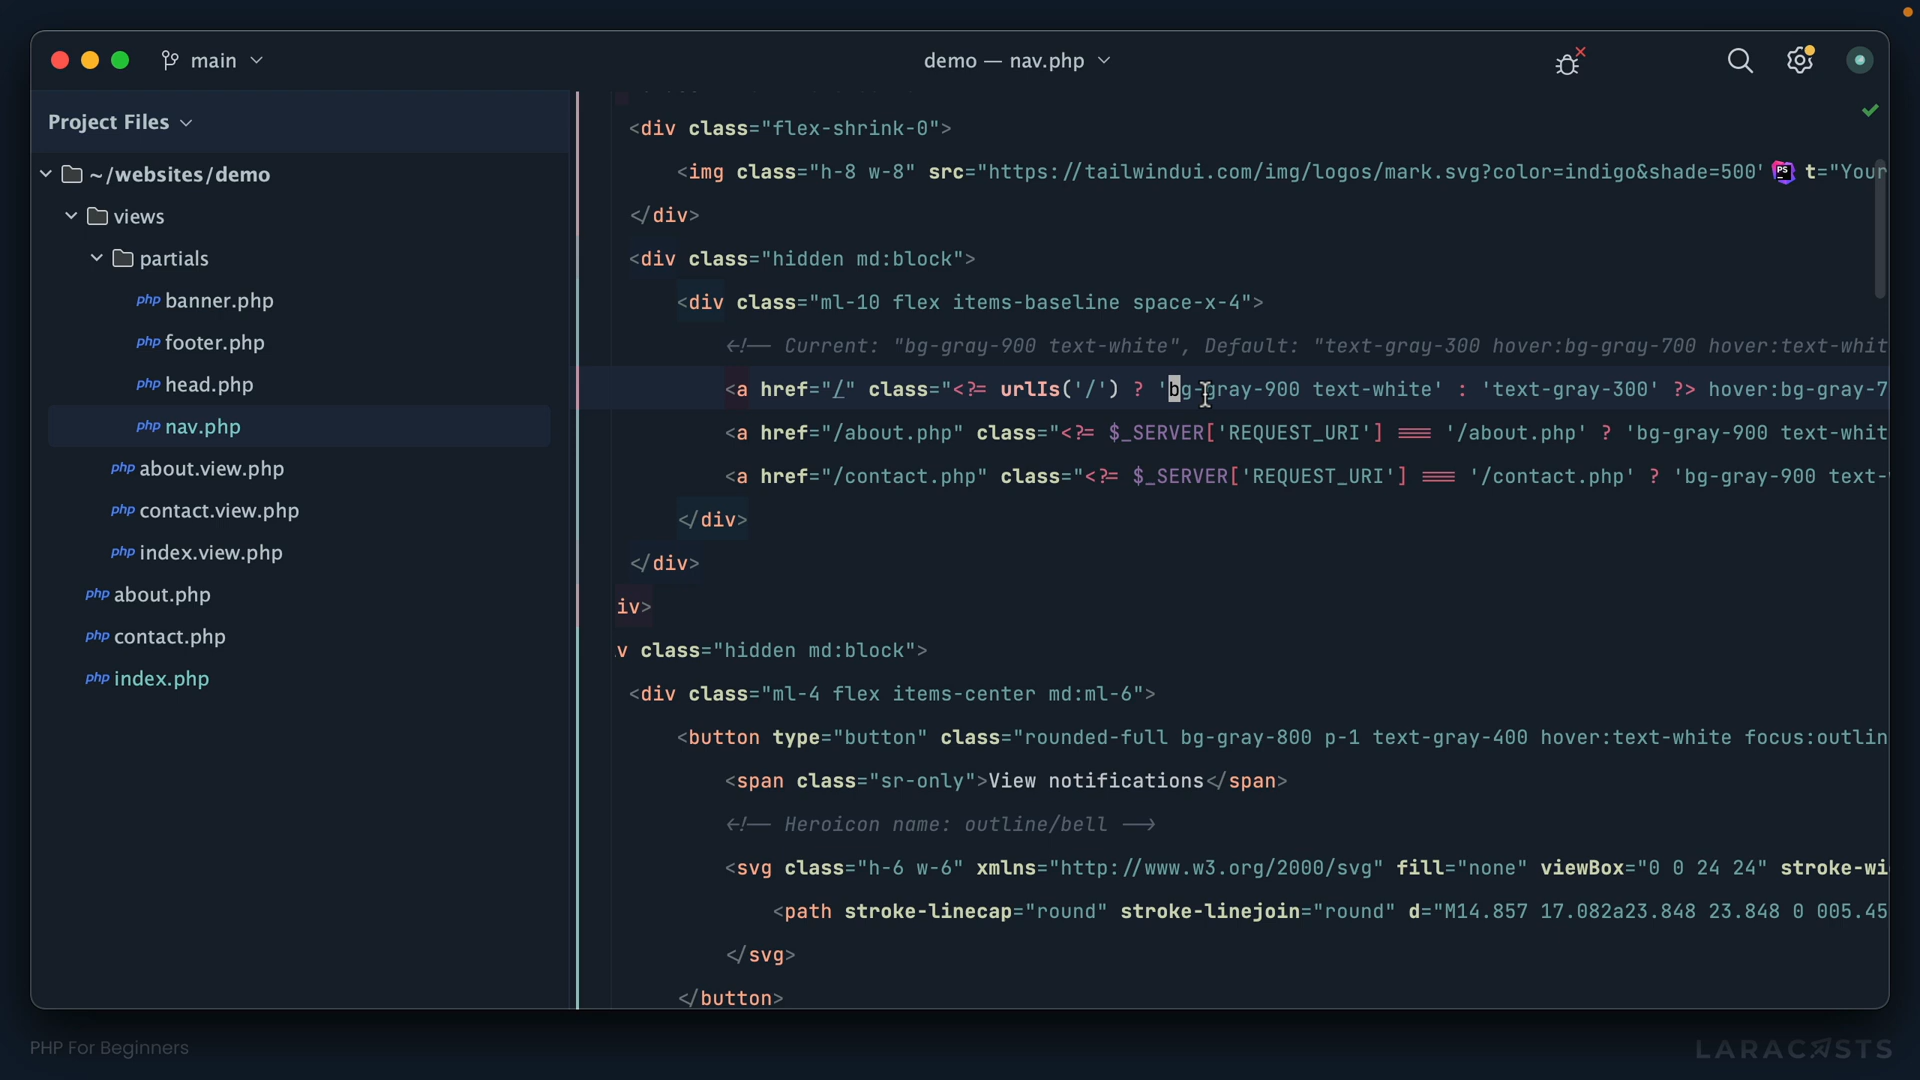 main
demo — nav.php
Project Files
~/websites/demo
views
partials
php banner.php
php footer.php
php head.php
php nav.php
php about.view.php
php contact.view.php
php index.view.php
php about.php
php contact.php
php index.php
<div class="flex-shrink-0">
<img class="h-8 w-8" src="https://tailwindui.com/img/logos/mark.svg?color=indigo&shade=500' PS t="Your
</div>
<div class="hidden md:block">
<div class="ml-10 flex items-baseline space-x-4">
<!-- Current: "bg-gray-900 text-white", Default: "text-gray-300 hover:bg-gray-700 hover:text-whit
<a href="/" class="<?= urlIs('/') ? 'bg-gray-900 text-white' : 'text-gray-300' ?> hover:bg-gray-7
<a href="/about.php" class="<?= $_SERVER['REQUEST_URI'] === '/about.php' ? 'bg-gray-900 text-whit
<a href="/contact.php" class="<?= $_SERVER['REQUEST_URI'] === '/contact.php' ? 'bg-gray-900 text-
</div>
</div>
iv>
v class="hidden md:block">
<div class="ml-4 flex items-center md:ml-6">
<button type="button" class="rounded-full bg-gray-800 p-1 text-gray-400 hover:text-white focus:outlin
<span class="sr-only">View notifications</span>
<!-- Heroicon name: outline/bell -->
<svg class="h-6 w-6" xmlns="http://www.w3.org/2000/svg" fill="none" viewBox="0 0 24 24" stroke-wi
<path stroke-linecap="round" stroke-linejoin="round" d="M14.857 17.082a23.848 23.848 0 005.45
</svg>
</button>
PHP For Beginners
LARACASTS